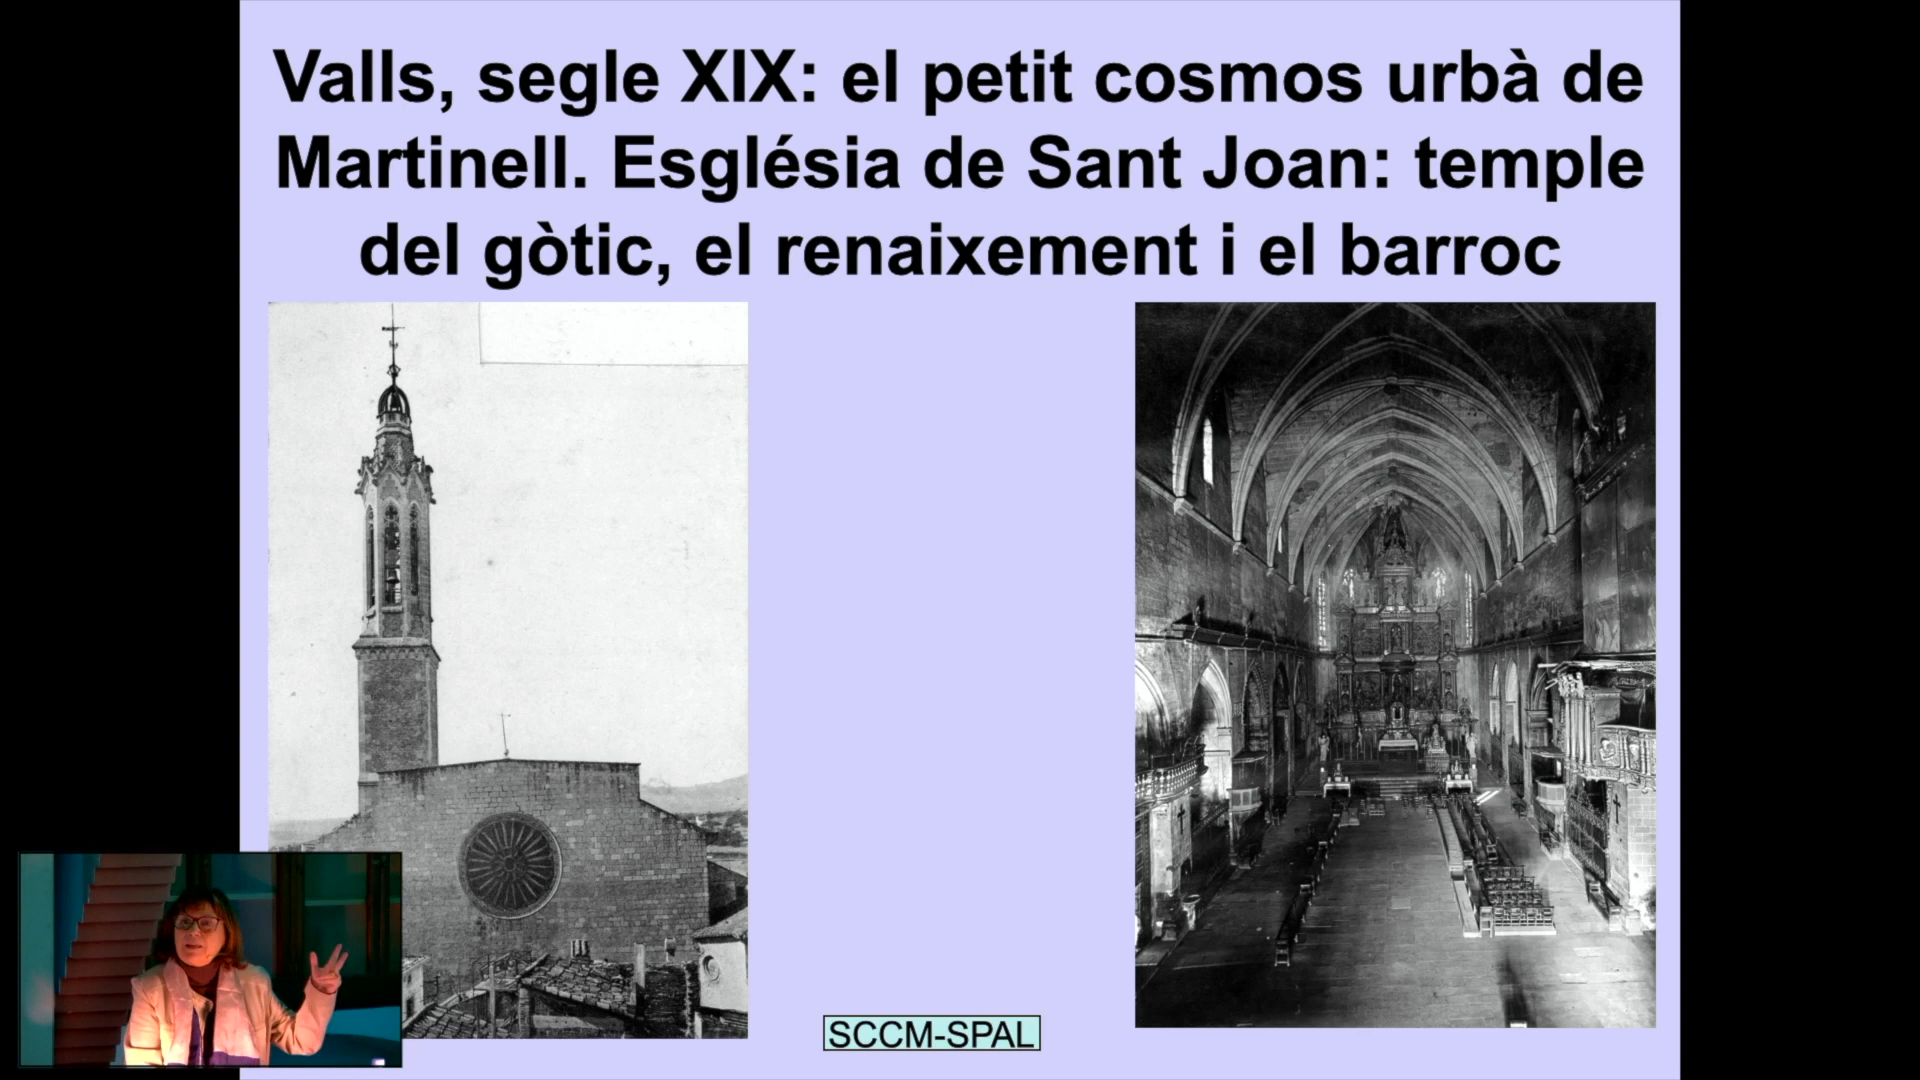 Valls, segle XIX: el petit cosmos urbà de
Martinell. Església de Sant Joan: temple
del gòtic, el renaixement i el barroc
SCCM-SPAL